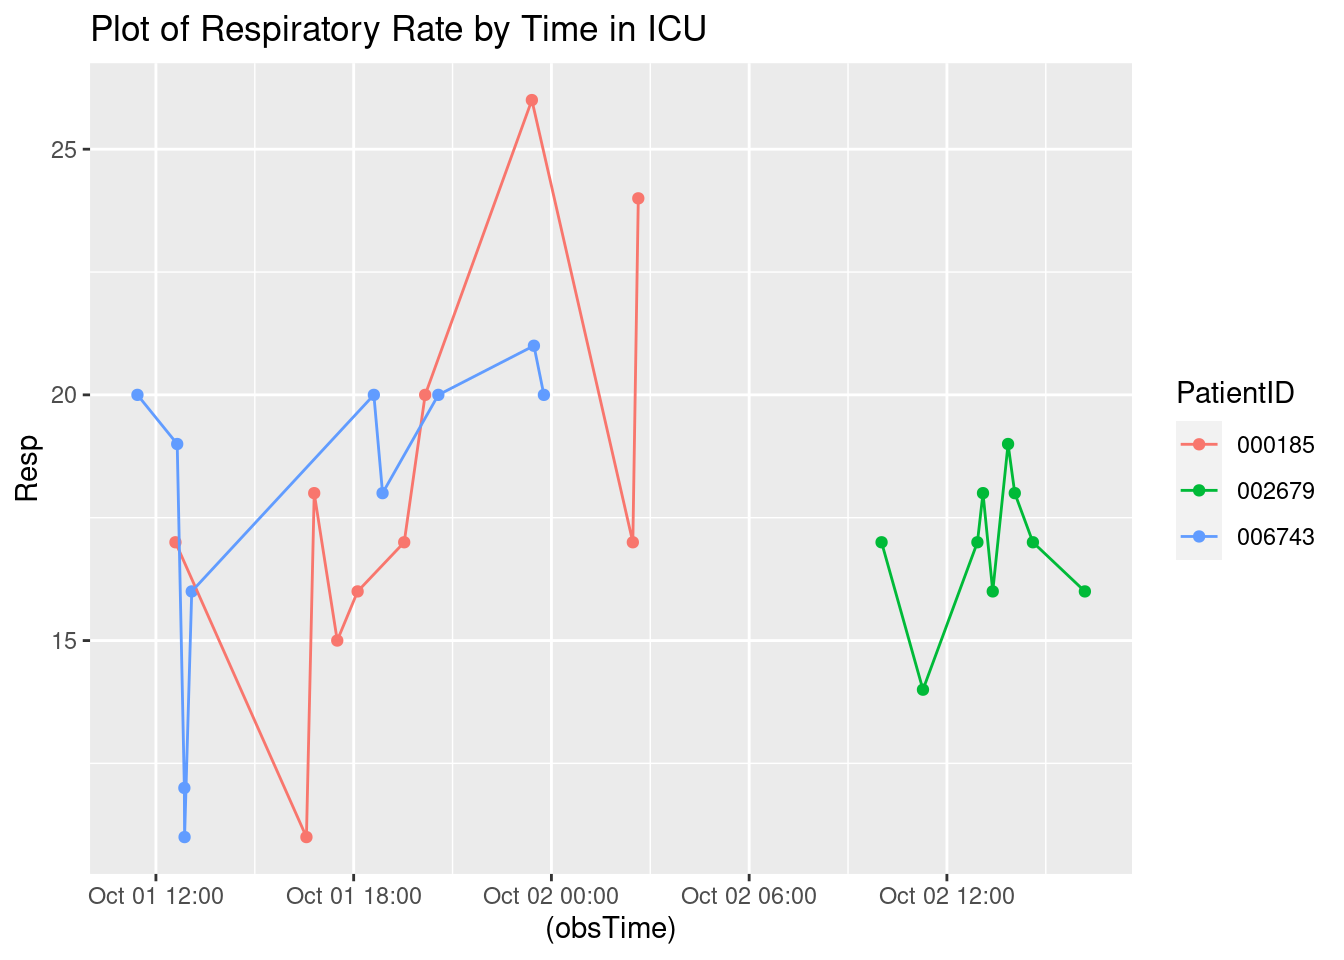 Plot of Respiratory Rate by Time in ICU
25
20
15
Resp
Oct 01 12:00 Oct 01 18:00 Oct 02 00:00 Oct 02 06:00 Oct 02 12:00
(obsTime)
PatientID
000185
002679
006743